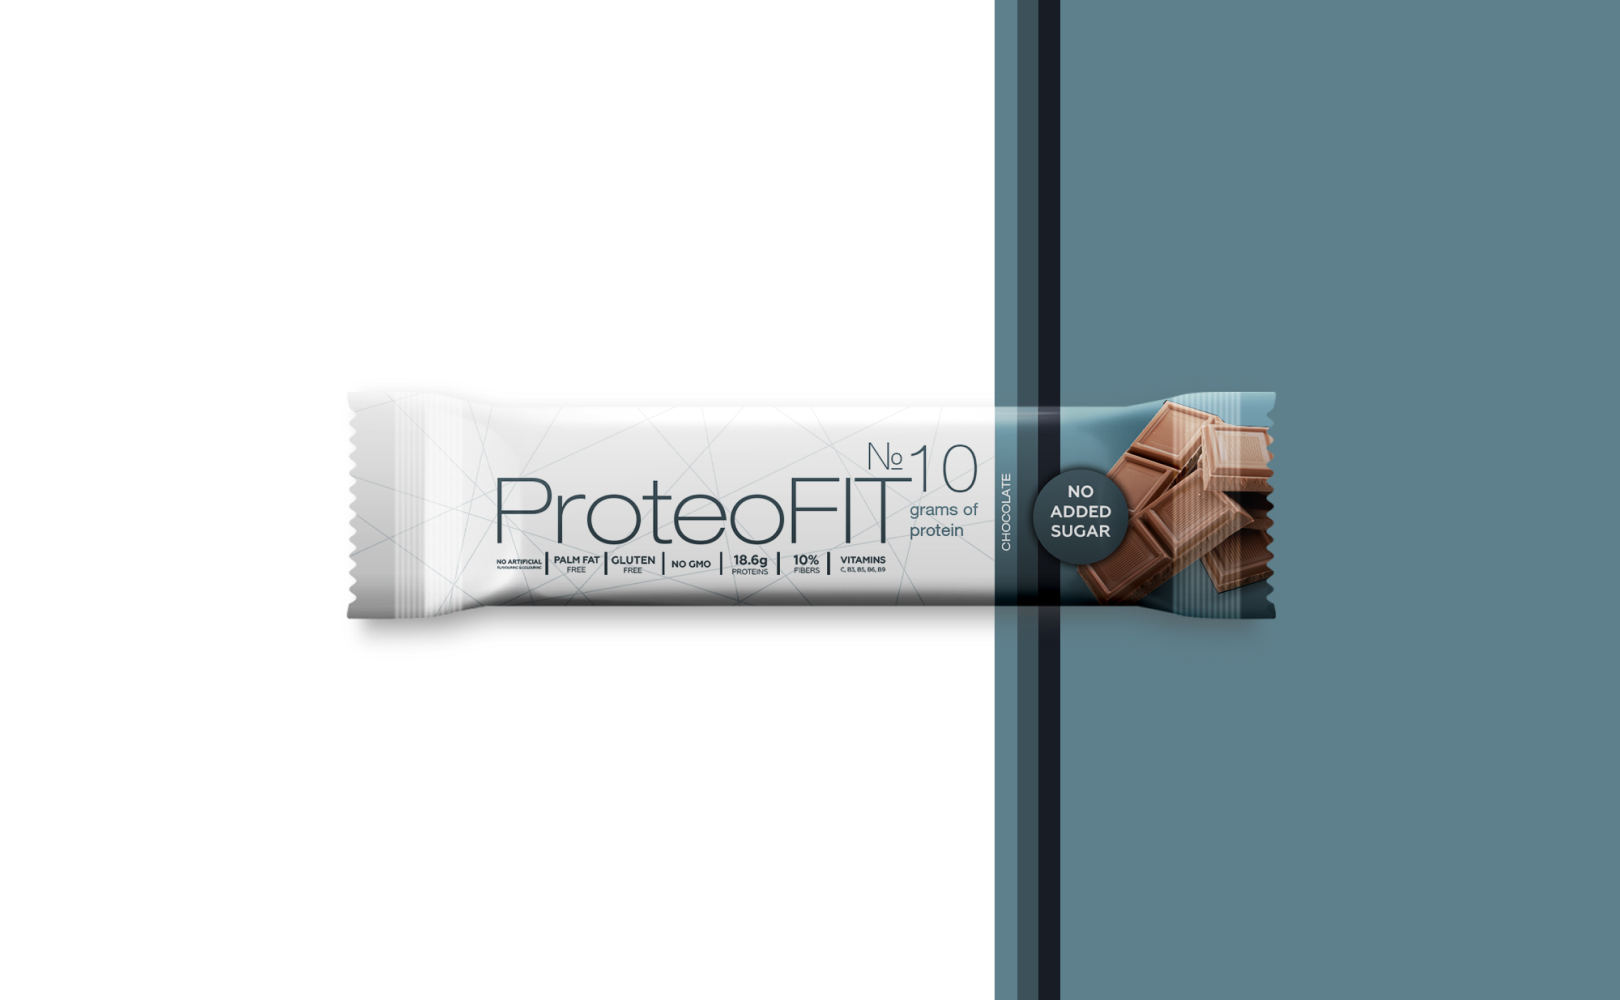 №10
grams of
protein
ProteoFIT
NO ARTIFICIAL
PALM FAT
FREE
GLUTEN
FREE
NO GMO
18.6g
PROTEINS
10%
FIBERS
VITAMINS
C, B3, B5, B6, B9
CHOCOLATE
NO
ADDED
SUGAR